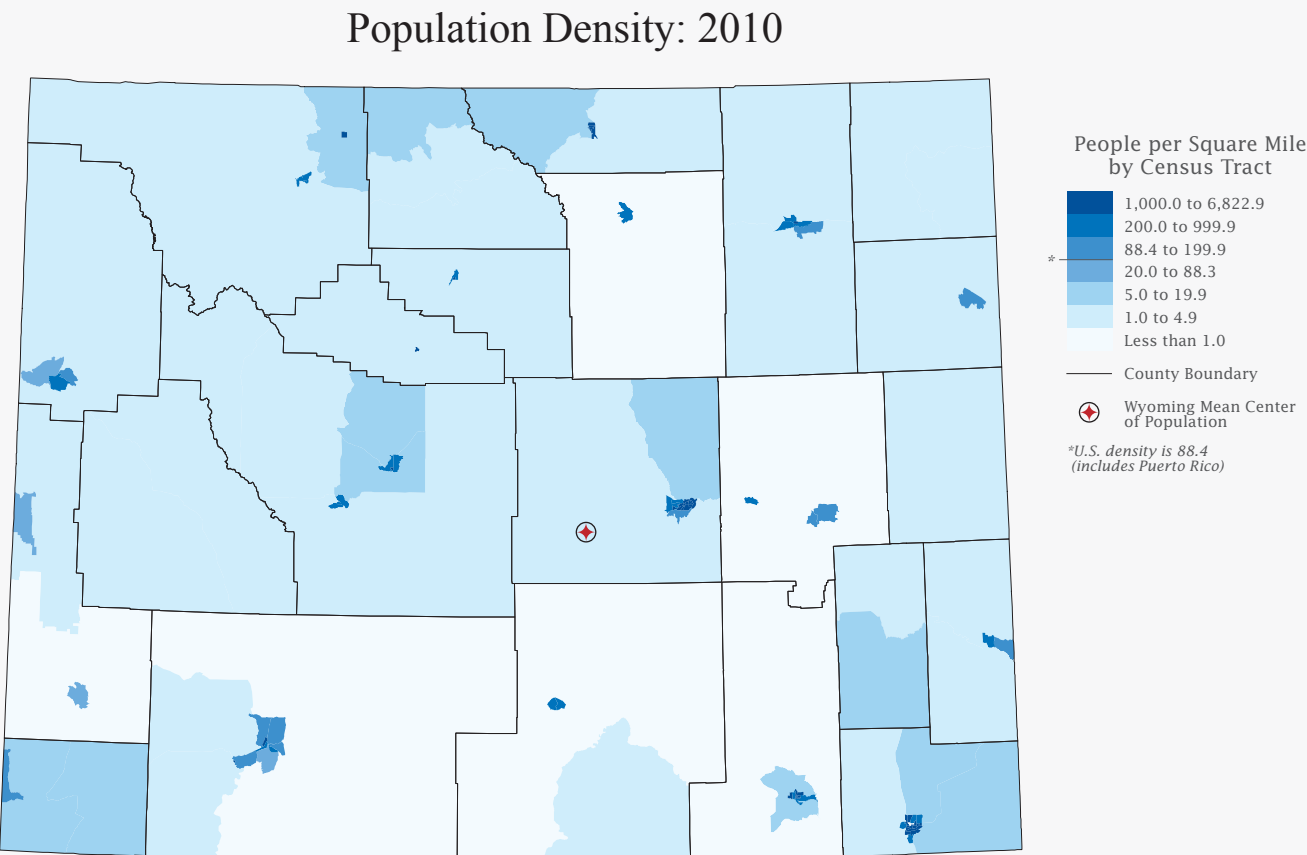 Population Density: 2010
People per Square Mile
by Census Tract
1,000.0 to 6,822.9
200.0 to 999.9
88.4 to 199.9
*
20.0 to 88.3
5.0 to 19.9
1.0 to 4.9
Less than 1.0
County Boundary
Wyoming Mean Center
of Population
*U.S. density is 88.4
(includes Puerto Rico)